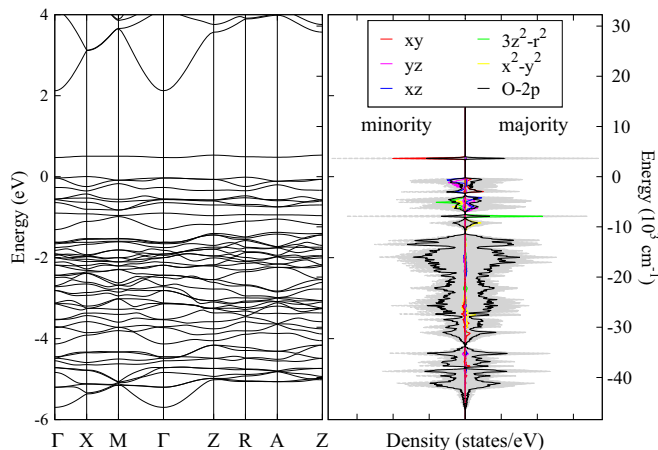 4
2
0
-2
-4
-6
Energy (eV)
Γ X M Γ Z R A Z
xy
yz
xz
3z²-r²
x²-y²
O-2p
minority majority
30
20
10
0
-10
-20
-30
-40
Energy (10³ cm⁻¹)
Density (states/eV)